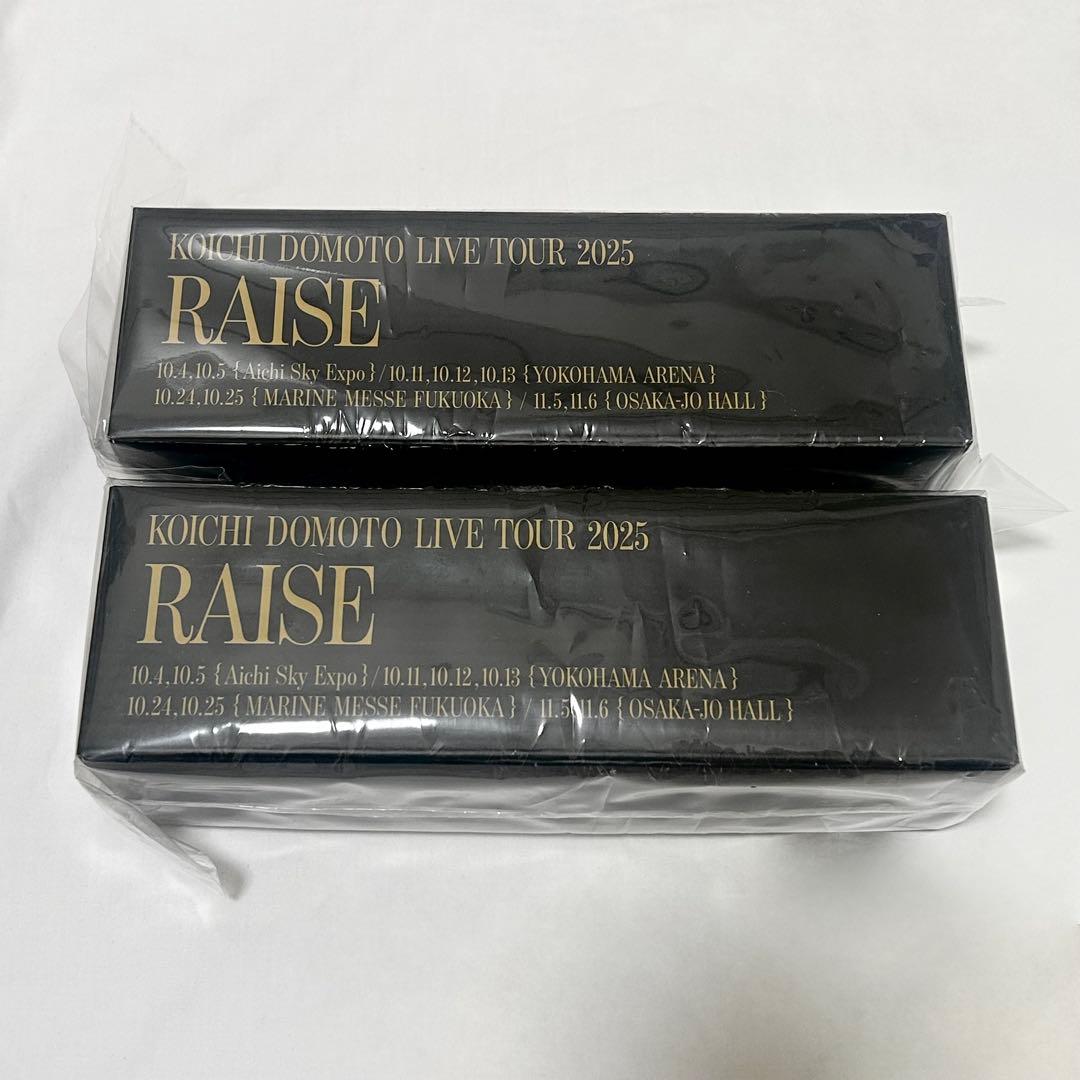 KOICHI DOMOTO LIVE TOUR 2025
RAISE
10.4,10.5 {Aichi Sky Expo}/10.11,10.12,10.13 {YOKOHAMA ARENA}
10.24,10.25 {MARINE MESSE FUKUOKA} / 11.5,11.6 {OSAKA-JO HALL}
KOICHI DOMOTO LIVE TOUR 2025
RAISE
10.4,10.5 {Aichi Sky Expo}/10.11,10.12,10.13 {YOKOHAMA ARENA}
10.24,10.25 {MARINE MESSE FUKUOKA} / 11.5,11.6 {OSAKA-JO HALL}